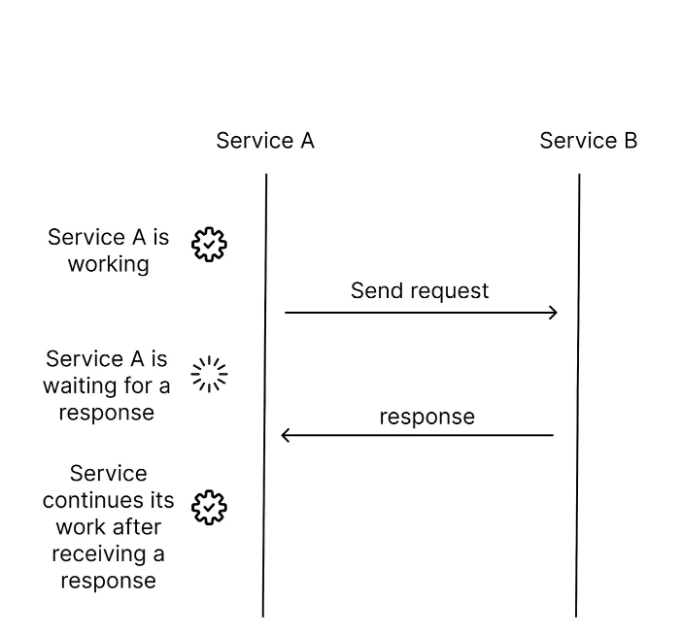 Service A
Service B
Service A is
working
Send request
Service A is
waiting for a
response
response
Service
continues its
work after
receiving a
response